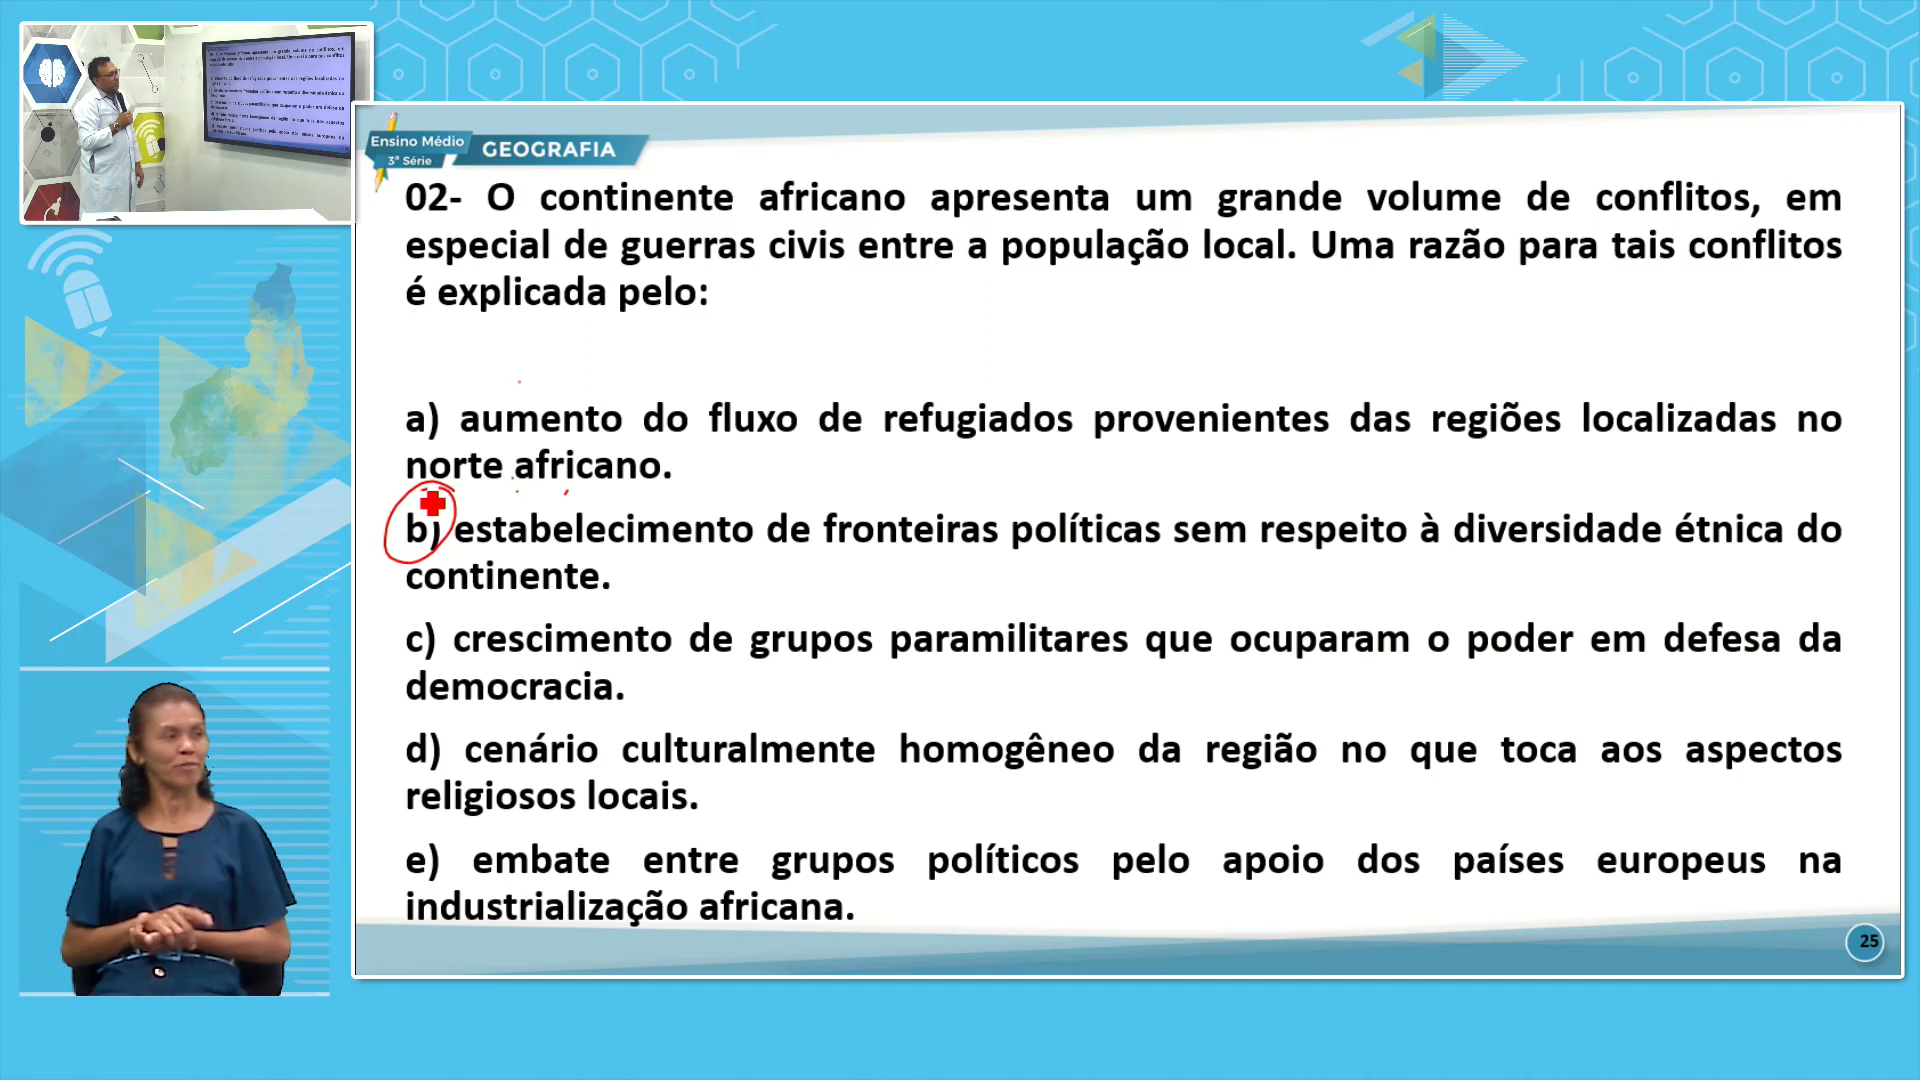 Ensino Médio
3ª Série
GEOGRAFIA
02- O continente africano apresenta um grande volume de conflitos, em
especial de guerras civis entre a população local. Uma razão para tais conflitos
é explicada pelo:
a) aumento do fluxo de refugiados provenientes das regiões localizadas no
norte africano.
b) estabelecimento de fronteiras políticas sem respeito à diversidade étnica do
continente.
c) crescimento de grupos paramilitares que ocuparam o poder em defesa da
democracia.
d) cenário culturalmente homogêneo da região no que toca aos aspectos
religiosos locais.
e) embate entre grupos políticos pelo apoio dos países europeus na
industrialização africana.
25